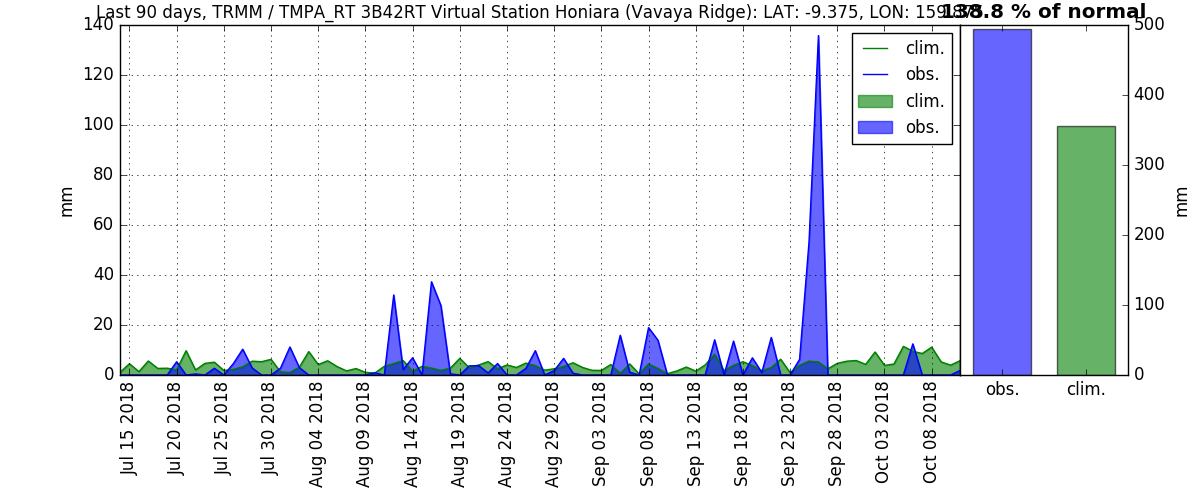 Last 90 days, TRMM / TMPA_RT 3B42RT Virtual Station Honiara (Vavaya Ridge): LAT: -9.375, LON:
138.8 % of normal
140
120
100
80
60
40
20
0
mm
clim.
obs.
clim.
obs.
500
400
300
200
100
0
mm
obs.
clim.
Jul 15 2018
Jul 20 2018
Jul 25 2018
Jul 30 2018
Aug 04 2018
Aug 09 2018
Aug 14 2018
Aug 19 2018
Aug 24 2018
Aug 29 2018
Sep 03 2018
Sep 08 2018
Sep 13 2018
Sep 18 2018
Sep 23 2018
Sep 28 2018
Oct 03 2018
Oct 08 2018